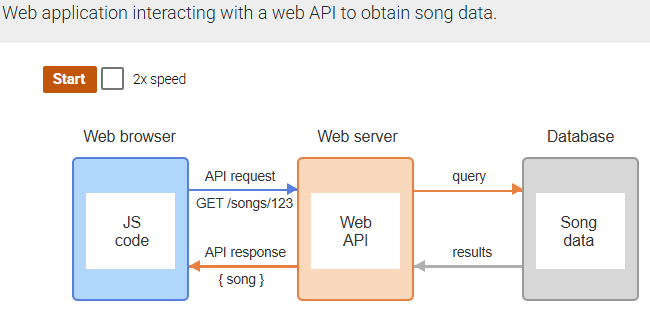 Web application interacting with a web API to obtain song data.
Start
2x speed
Web browser
Web server
Database
API request
query
GET /songs/123
JS
code
Web
API
Song
data
API response
results
{ song }